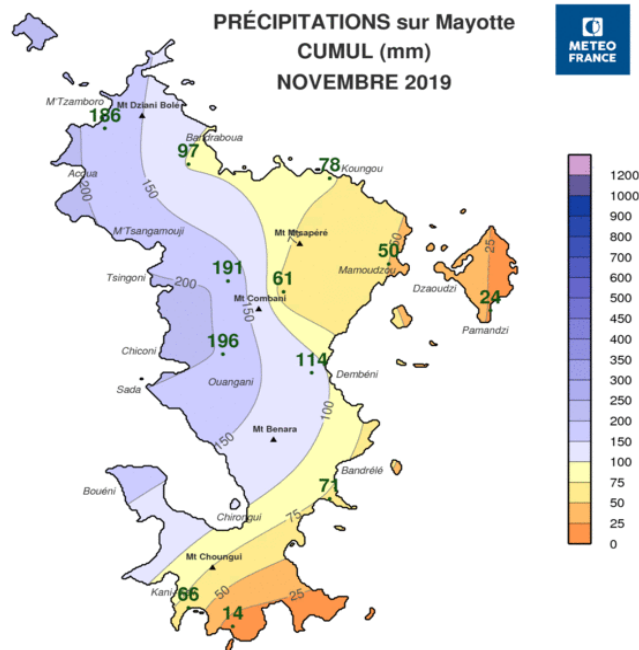 PRÉCIPITATIONS sur Mayotte
CUMUL (mm)
NOVEMBRE 2019
METEO
FRANCE
M'Tzamboro
Mt Dziani Bolé
186
Bandraboua
97
78
Koungou
Acoua
200
150
M'Tsangamouji
Mt Mtsapéré
50
25
Mamoudzou
Tsingoni
191
200
61
Dzaoudzi
24
Mt Combani
150
Pamandzi
196
Chiconi
114
Dembéni
Sada
Ouangani
100
150
Mt Benara
Bandrélé
71
Bouéni
Chirongui
75
Mt Choungui
66
50
25
14
1200
1000
900
800
700
600
500
450
400
350
300
250
200
150
100
75
50
25
0